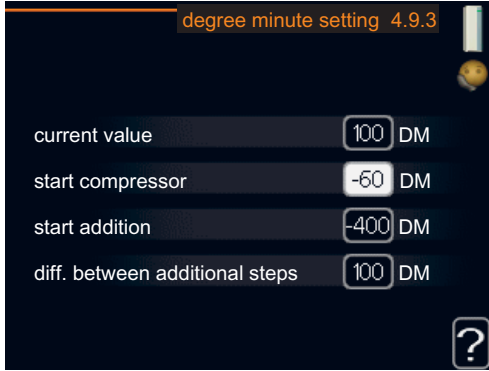 degree minute setting 4.9.3
current value 100 DM
start compressor -60 DM
start addition -400 DM
diff. between additional steps 100 DM
?